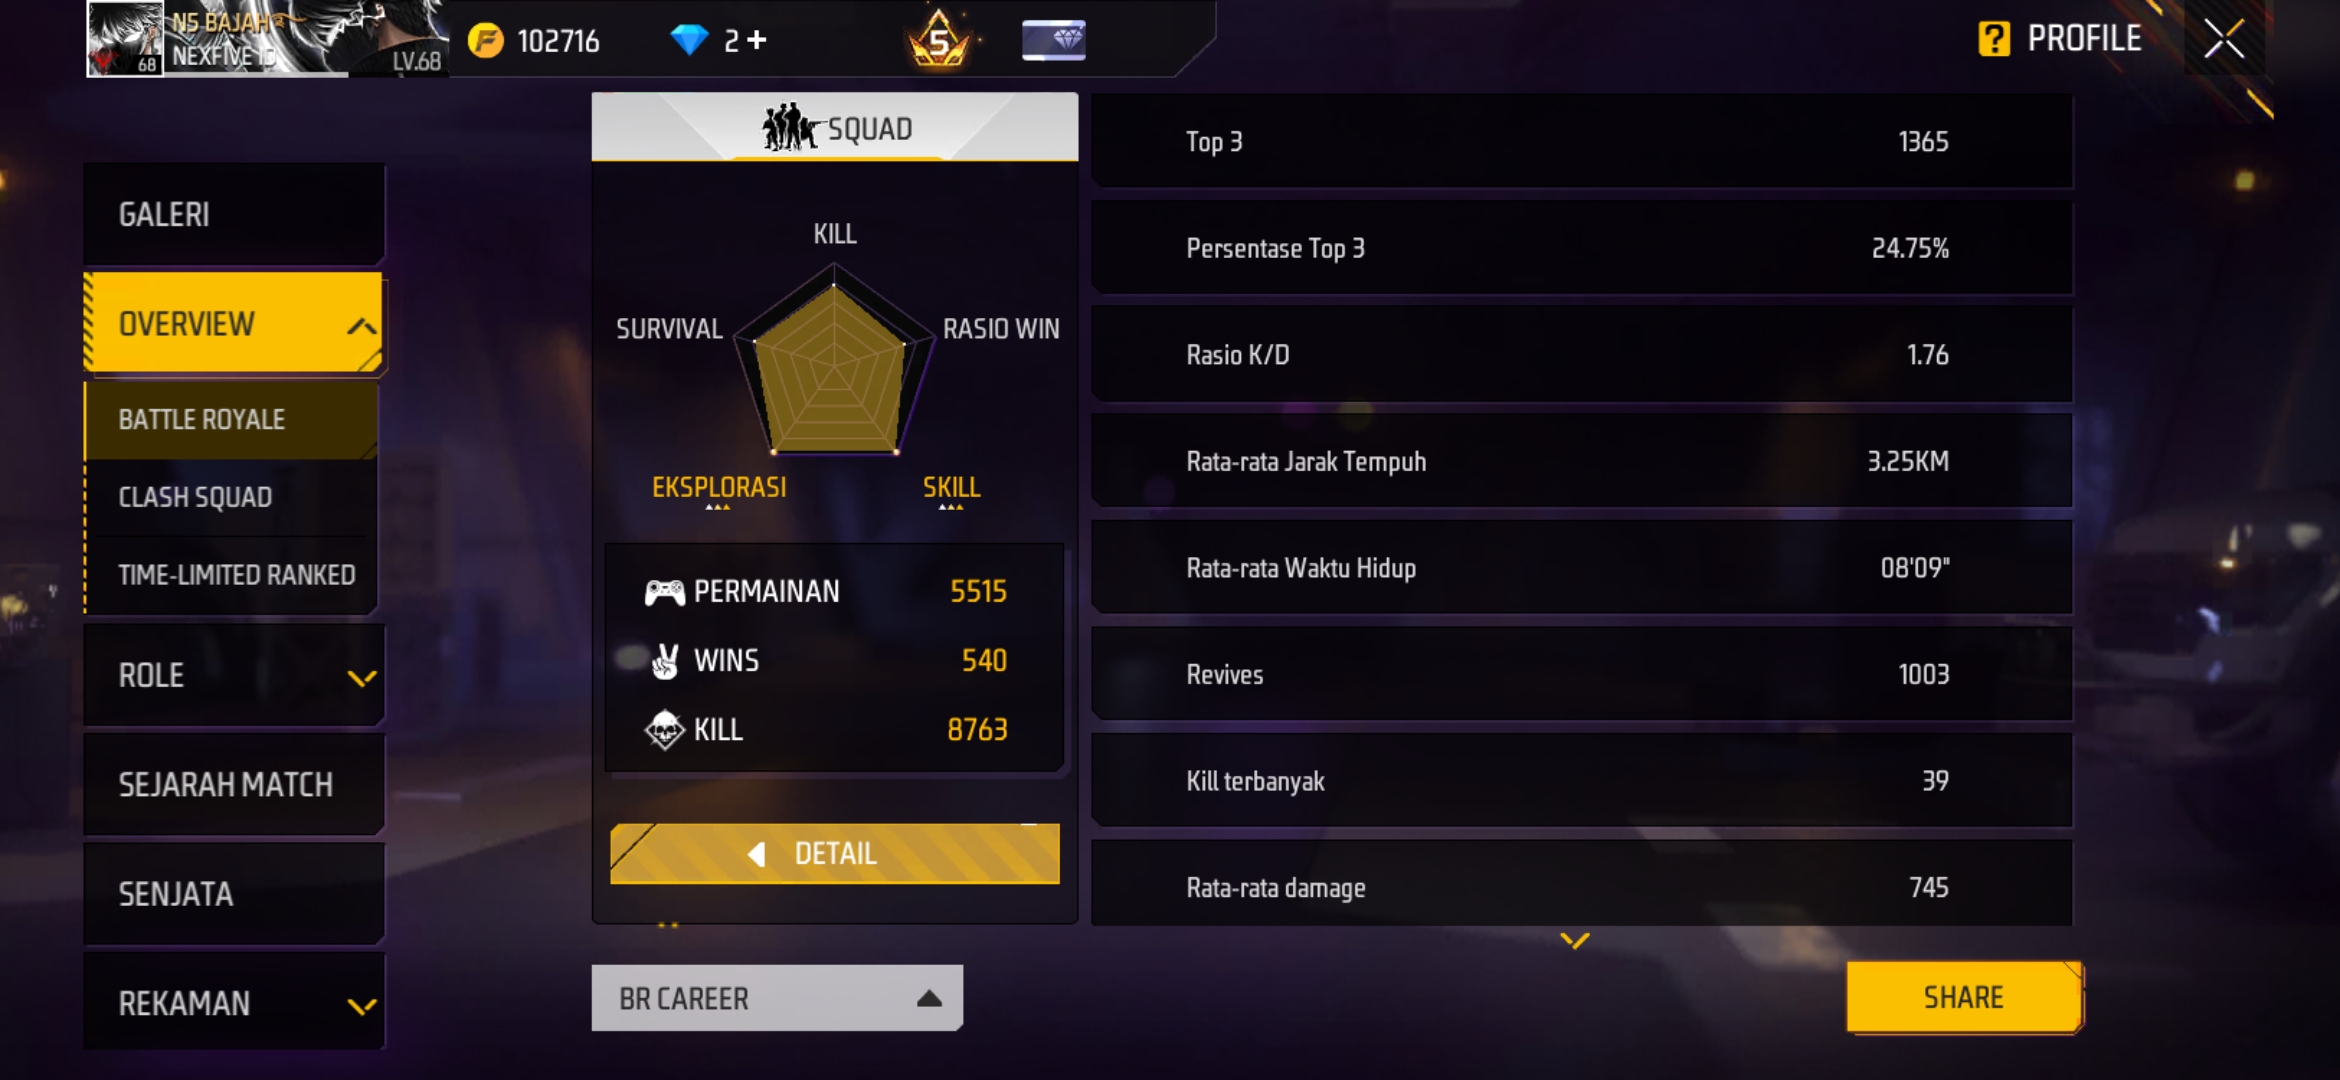 N5 BAJAH
NEXFIVE ID
68
LV.68
102716
2+
5
? PROFILE
GALERI
OVERVIEW
BATTLE ROYALE
CLASH SQUAD
TIME-LIMITED RANKED
ROLE
SEJARAH MATCH
SENJATA
REKAMAN
SQUAD
KILL
SURVIVAL
RASIO WIN
EKSPLORASI
SKILL
PERMAINAN 5515
WINS 540
KILL 8763
DETAIL
BR CAREER
Top 3 1365
Persentase Top 3 24.75%
Rasio K/D 1.76
Rata-rata Jarak Tempuh 3.25KM
Rata-rata Waktu Hidup 08'09"
Revives 1003
Kill terbanyak 39
Rata-rata damage 745
SHARE